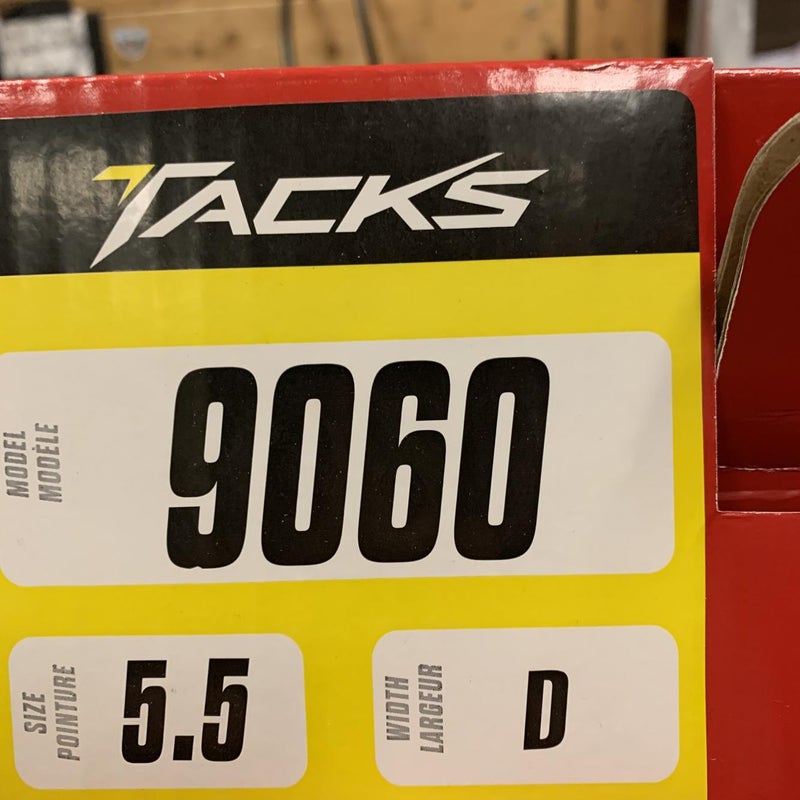 TACKS
MODEL
MODÈLE
9060
SIZE
POINTURE
5.5
WIDTH
LARGEUR
D